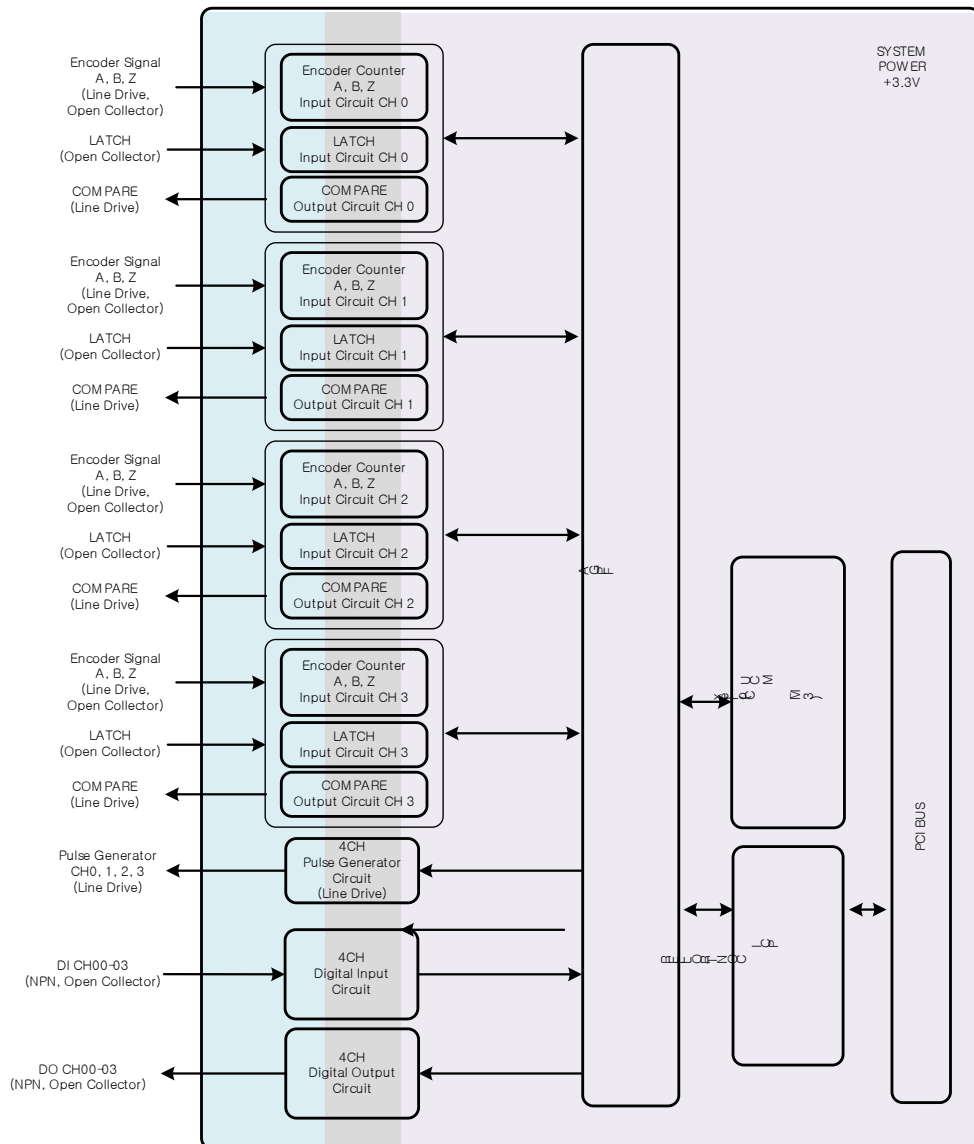 SYSTEM
POWER
+3.3V
Encoder Signal
A, B, Z
(Line Drive,
Open Collector)
LATCH
(Open Collector)
COMPARE
(Line Drive)
Encoder Counter
A, B, Z
Input Circuit CH 0
LATCH
Input Circuit CH 0
COMPARE
Output Circuit CH 0
Encoder Signal
A, B, Z
(Line Drive,
Open Collector)
LATCH
(Open Collector)
COMPARE
(Line Drive)
Encoder Counter
A, B, Z
Input Circuit CH 1
LATCH
Input Circuit CH 1
COMPARE
Output Circuit CH 1
Encoder Signal
A, B, Z
(Line Drive,
Open Collector)
LATCH
(Open Collector)
COMPARE
(Line Drive)
Encoder Counter
A, B, Z
Input Circuit CH 2
LATCH
Input Circuit CH 2
COMPARE
Output Circuit CH 2
Encoder Signal
A, B, Z
(Line Drive,
Open Collector)
LATCH
(Open Collector)
COMPARE
(Line Drive)
Encoder Counter
A, B, Z
Input Circuit CH 3
LATCH
Input Circuit CH 3
COMPARE
Output Circuit CH 3
Pulse Generator
CH0, 1, 2, 3
(Line Drive)
4CH
Pulse Generator
Circuit
(Line Drive)
DI CH00-03
(NPN, Open Collector)
4CH
Digital Input
Circuit
DO CH00-03
(NPN, Open Collector)
4CH
Digital Output
Circuit
PCI BUS